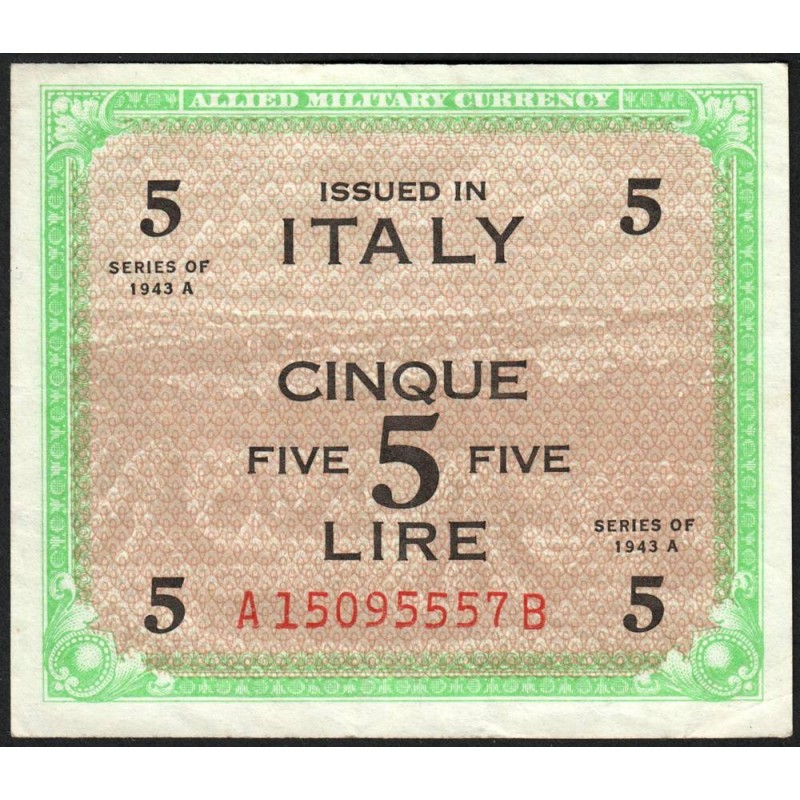 ALLIED MILITARY CURRENCY
5 ISSUED IN 5
ITALY
SERIES OF
1943 A
CINQUE
FIVE 5 FIVE
LIRE
SERIES OF
1943 A
5 A15095557B 5